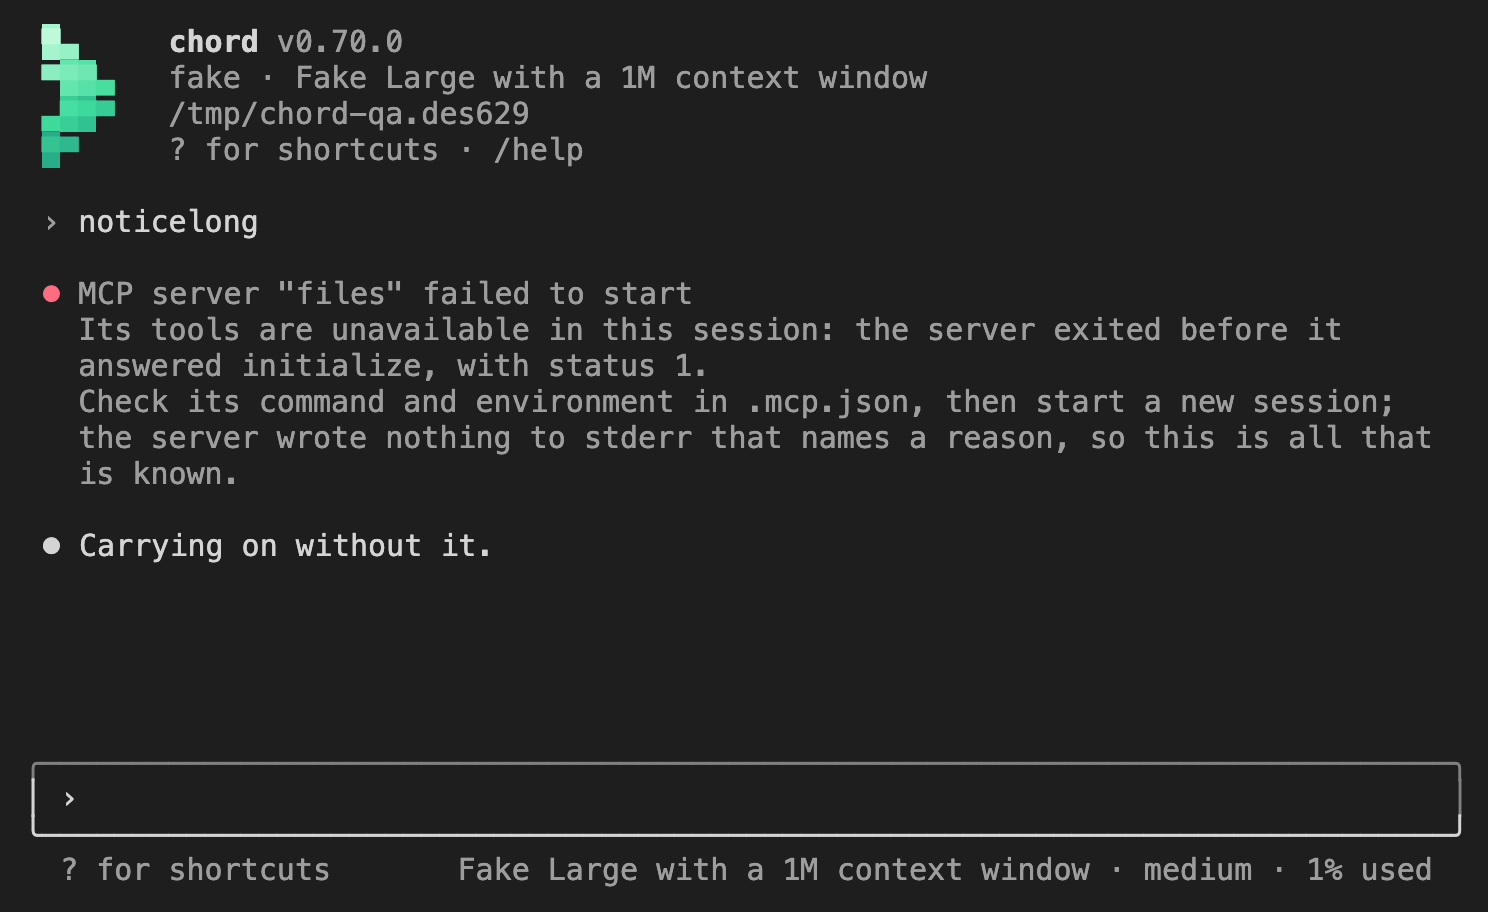 chord v0.70.0
fake · Fake Large with a 1M context window
/tmp/chord-qa.des629
? for shortcuts · /help
› noticelong
● MCP server "files" failed to start
Its tools are unavailable in this session: the server exited before it
answered initialize, with status 1.
Check its command and environment in .mcp.json, then start a new session;
the server wrote nothing to stderr that names a reason, so this is all that
is known.
● Carrying on without it.
›
? for shortcuts Fake Large with a 1M context window · medium · 1% used